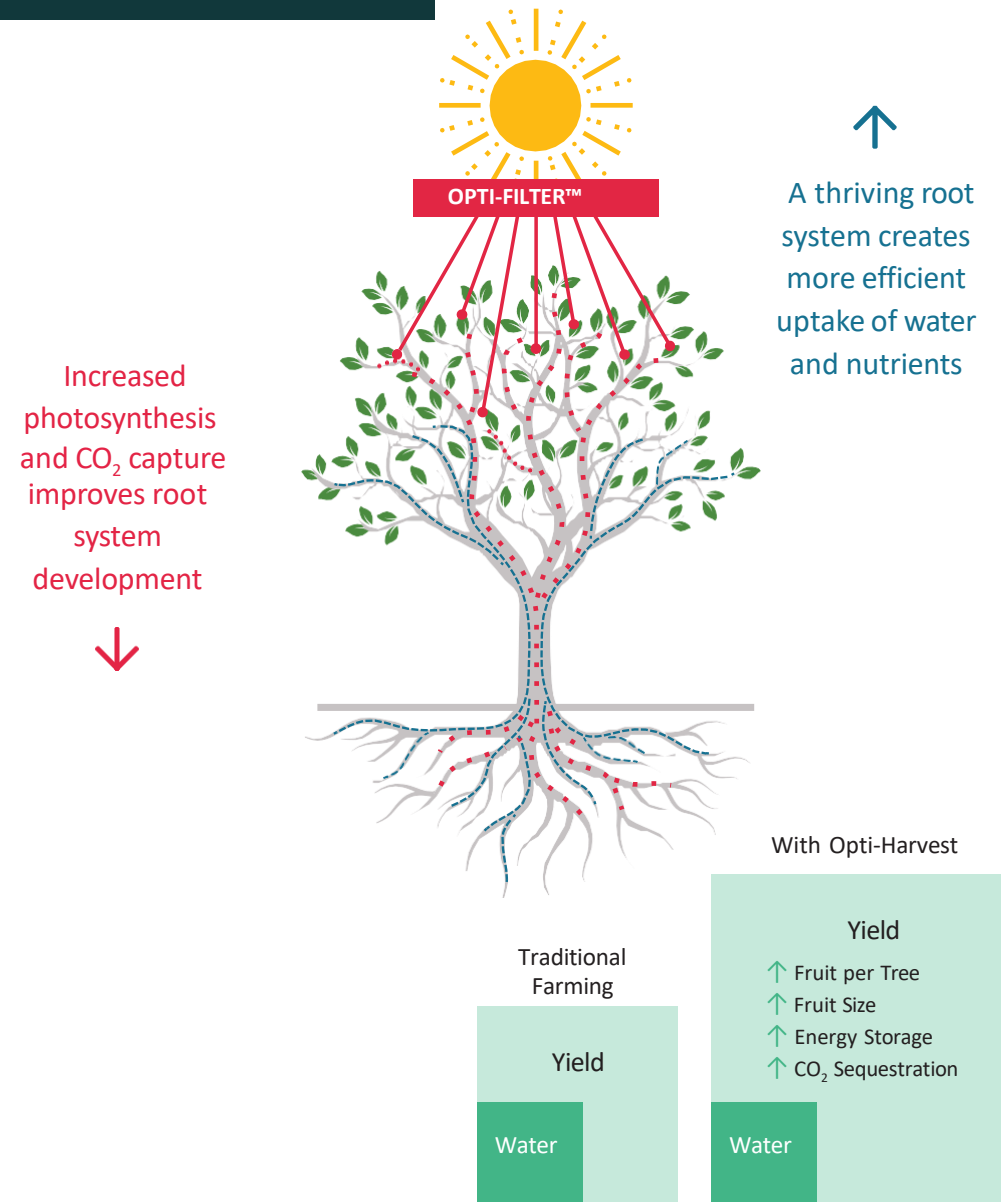 OPTI-FILTER™
A thriving root
system creates
more efficient
uptake of water
and nutrients
Increased
photosynthesis
and CO₂ capture
improves root
system
development
With Opti-Harvest
Yield
Fruit per Tree
Fruit Size
Energy Storage
CO₂ Sequestration
Water
Traditional
Farming
Yield
Water